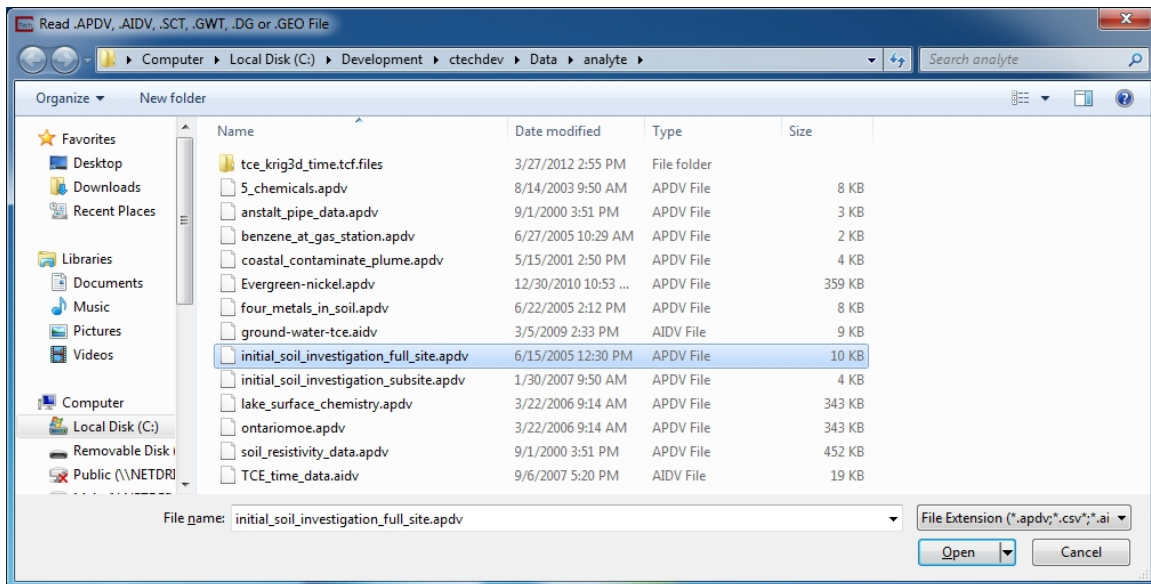 Tech Read .APDV, .AIDV, .SCT, .GWT, .DG or .GEO File
Computer Local Disk (C:) Development ctechdev Data analyte Search analyte
Organize New folder
Name Date modified Type Size
Favorites
Desktop
Downloads
Recent Places
Libraries
Documents
Music
Pictures
Videos
Computer
Local Disk (C:)
Removable Disk
Public (\\NETDRI
tce_krig3d_time.tcf.files 3/27/2012 2:55 PM File folder
5_chemicals.apdv 8/14/2003 9:50 AM APDV File 8 KB
anstalt_pipe_data.apdv 9/1/2000 3:51 PM APDV File 3 KB
benzene_at_gas_station.apdv 6/27/2005 10:29 AM APDV File 2 KB
coastal_contaminate_plume.apdv 5/15/2001 2:50 PM APDV File 4 KB
Evergreen-nickel.apdv 12/30/2010 10:53 ... APDV File 359 KB
four_metals_in_soil.apdv 6/22/2005 2:12 PM APDV File 8 KB
ground-water-tce.aidv 3/5/2009 2:33 PM AIDV File 9 KB
initial_soil_investigation_full_site.apdv 6/15/2005 12:30 PM APDV File 10 KB
initial_soil_investigation_subsite.apdv 1/30/2007 9:50 AM APDV File 4 KB
lake_surface_chemistry.apdv 3/22/2006 9:14 AM APDV File 343 KB
ontariomoe.apdv 3/22/2006 9:14 AM APDV File 343 KB
soil_resistivity_data.apdv 9/1/2000 3:51 PM APDV File 452 KB
TCE_time_data.aidv 9/6/2007 5:20 PM AIDV File 19 KB
File name: initial_soil_investigation_full_site.apdv File Extension (*.apdv;*.csv*;*.ai
Open Cancel